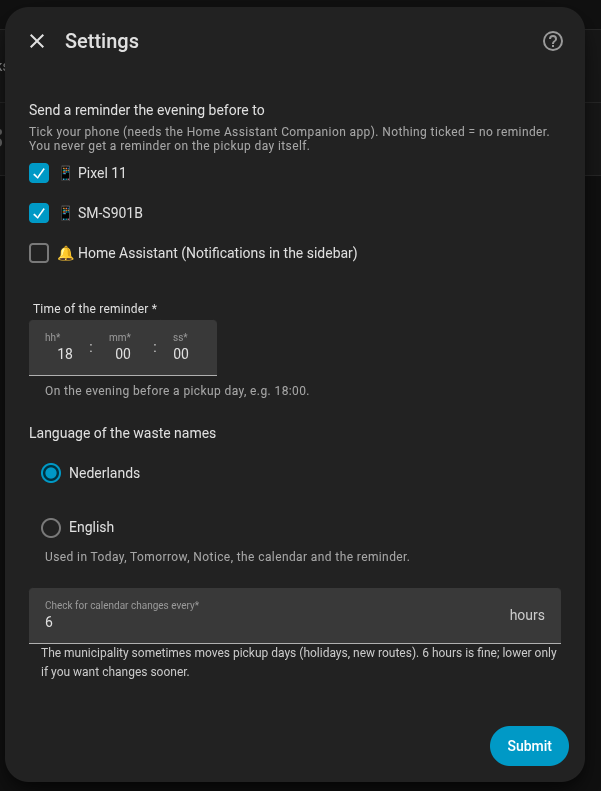 Settings
Send a reminder the evening before to
Tick your phone (needs the Home Assistant Companion app). Nothing ticked = no reminder.
You never get a reminder on the pickup day itself.
Pixel 11
SM-S901B
Home Assistant (Notifications in the sidebar)
Time of the reminder *
hh* mm* ss*
18 : 00 : 00
On the evening before a pickup day, e.g. 18:00.
Language of the waste names
Nederlands
English
Used in Today, Tomorrow, Notice, the calendar and the reminder.
Check for calendar changes every*
6 hours
The municipality sometimes moves pickup days (holidays, new routes). 6 hours is fine; lower only
if you want changes sooner.
Submit